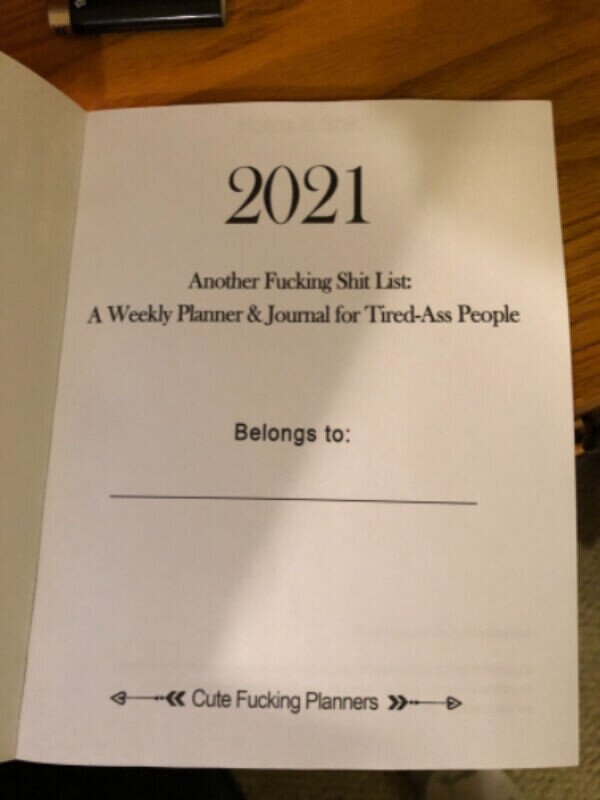 2021
Another Fucking Shit List:
A Weekly Planner & Journal for Tired-Ass People
Belongs to:
Cute Fucking Planners